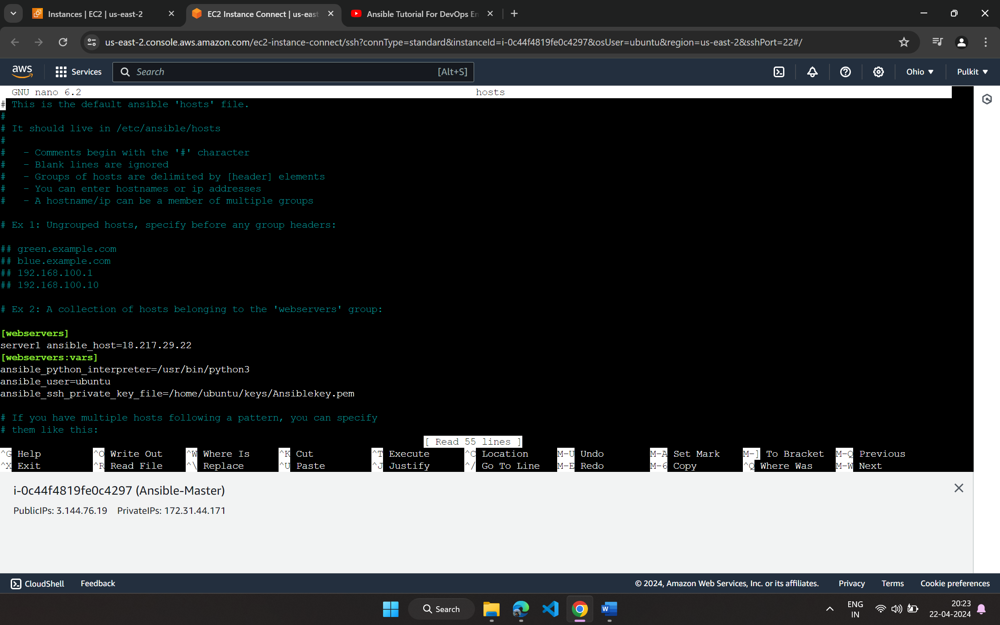 Instances | EC2 | us-east-2
EC2 Instance Connect | us-east
Ansible Tutorial For DevOps En
us-east-2.console.aws.amazon.com/ec2-instance-connect/ssh?connType=standard&instanceId=i-0c44f4819fe0c4297&osUser=ubuntu&region=us-east-2&sshPort=22#/
aws Services Search [Alt+S] Ohio Pulkit
GNU nano 6.2 hosts
# This is the default ansible 'hosts' file.
#
# It should live in /etc/ansible/hosts
#
#   - Comments begin with the '#' character
#   - Blank lines are ignored
#   - Groups of hosts are delimited by [header] elements
#   - You can enter hostnames or ip addresses
#   - A hostname/ip can be a member of multiple groups
# Ex 1: Ungrouped hosts, specify before any group headers:
## green.example.com
## blue.example.com
## 192.168.100.1
## 192.168.100.10
# Ex 2: A collection of hosts belonging to the 'webservers' group:
[webservers]
server1 ansible_host=18.217.29.22
[webservers:vars]
ansible_python_interpreter=/usr/bin/python3
ansible_user=ubuntu
ansible_ssh_private_key_file=/home/ubuntu/keys/Ansiblekey.pem
# If you have multiple hosts following a pattern, you can specify
# them like this:
[ Read 55 lines ]
^G Help ^O Write Out ^W Where Is ^K Cut ^T Execute ^C Location M-U Undo M-A Set Mark M-] To Bracket M-Q Previous
^X Exit ^R Read File ^\ Replace ^U Paste ^J Justify ^/ Go To Line M-E Redo M-6 Copy ^Q Where Was M-W Next
i-0c44f4819fe0c4297 (Ansible-Master)
PublicIPs: 3.144.76.19 PrivateIPs: 172.31.44.171
CloudShell Feedback © 2024, Amazon Web Services, Inc. or its affiliates. Privacy Terms Cookie preferences
Search
W
ENG
IN
20:23
22-04-2024